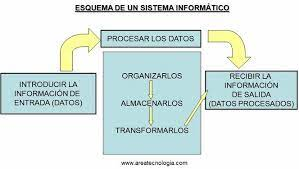 ESQUEMA DE UN SISTEMA INFORMÁTICO
PROCESAR LOS DATOS
INTRODUCIR LA
INFORMACIÓN DE
ENTRADA (DATOS)
ORGANIZARLOS
ALMACENARLOS
TRANSFORMARLOS
RECIBIR LA
INFORMACIÓN
DE SALIDA
(DATOS PROCESADOS)
www.areatecnologia.com